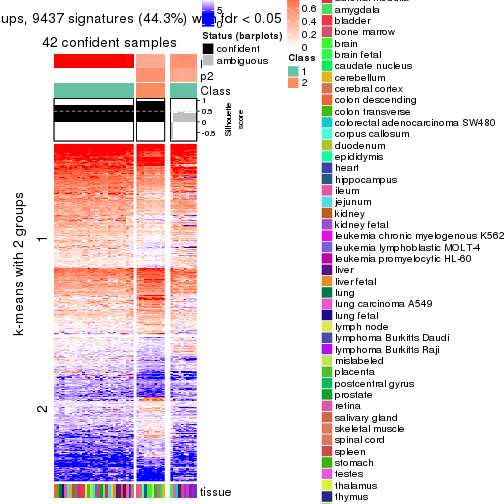 ups, 9437 signatures (44.3%) with fdr < 0.05
42 confident samples
p2
Class
1
0.5
0
-0.5
Silhouette
score
k-means with 2 groups
1
2
tissue
0
Status (barplots)
confident
ambiguous
0.6
0.4
0.2
0
Class
1
2
amygdala
bladder
bone marrow
brain
brain fetal
caudate nucleus
cerebellum
cerebral cortex
colon descending
colon transverse
colorectal adenocarcinoma SW480
corpus callosum
duodenum
epididymis
heart
hippocampus
ileum
jejunum
kidney
kidney fetal
leukemia chronic myelogenous K562
leukemia lymphoblastic MOLT-4
leukemia promyelocytic HL-60
liver
liver fetal
lung
lung carcinoma A549
lung fetal
lymph node
lymphoma Burkitts Daudi
lymphoma Burkitts Raji
mislabeled
placenta
postcentral gyrus
prostate
retina
salivary gland
skeletal muscle
spinal cord
spleen
stomach
testes
thalamus
thymus